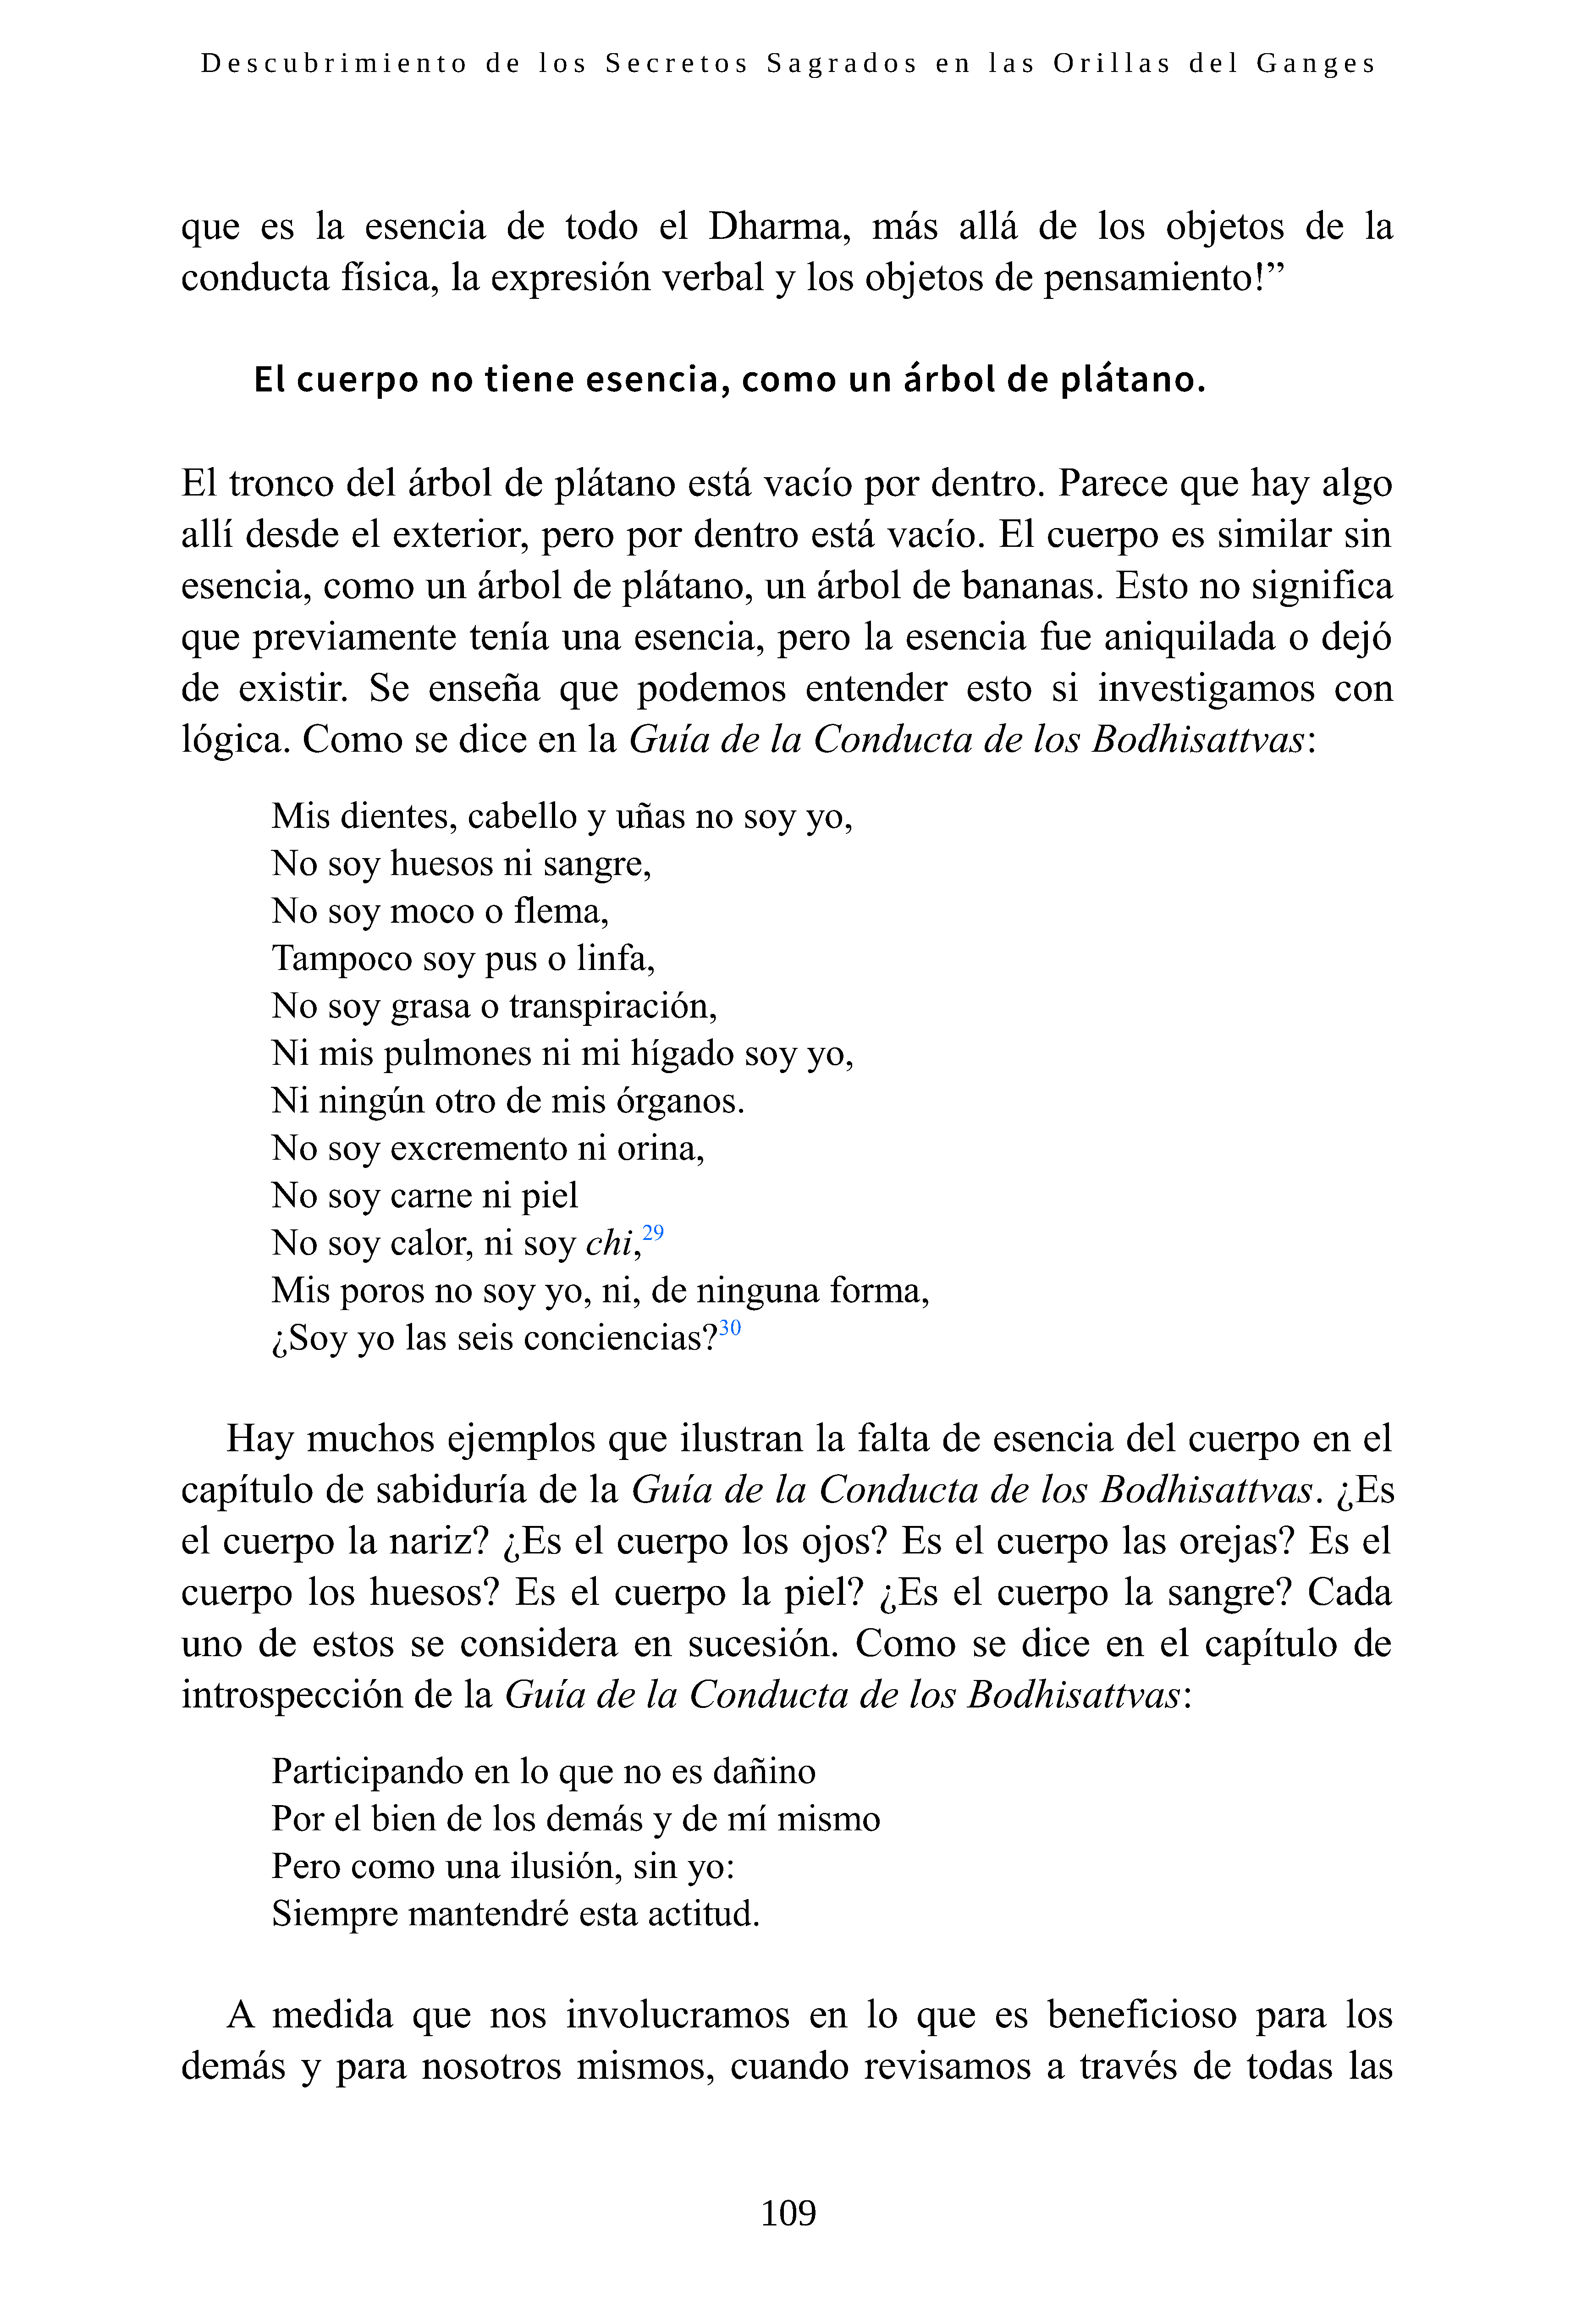 Descubrimiento de los Secretos Sagrados en las Orillas del Ganges
que es la esencia de todo el Dharma, más allá de los objetos de la
conducta física, la expresión verbal y los objetos de pensamiento!”
El cuerpo no tiene esencia, como un árbol de plátano.
El tronco del árbol de plátano está vacío por dentro. Parece que hay algo
allí desde el exterior, pero por dentro está vacío. El cuerpo es similar sin
esencia, como un árbol de plátano, un árbol de bananas. Esto no significa
que previamente tenía una esencia, pero la esencia fue aniquilada o dejó
de existir. Se enseña que podemos entender esto si investigamos con
lógica. Como se dice en la Guía de la Conducta de los Bodhisattvas:
Mis dientes, cabello y uñas no soy yo,
No soy huesos ni sangre,
No soy moco o flema,
Tampoco soy pus o linfa,
No soy grasa o transpiración,
Ni mis pulmones ni mi hígado soy yo,
Ni ningún otro de mis órganos.
No soy excremento ni orina,
No soy carne ni piel
No soy calor, ni soy chi,29
Mis poros no soy yo, ni, de ninguna forma,
¿Soy yo las seis conciencias?30
Hay muchos ejemplos que ilustran la falta de esencia del cuerpo en el
capítulo de sabiduría de la Guía de la Conducta de los Bodhisattvas. ¿Es
el cuerpo la nariz? ¿Es el cuerpo los ojos? Es el cuerpo las orejas? Es el
cuerpo los huesos? Es el cuerpo la piel? ¿Es el cuerpo la sangre? Cada
uno de estos se considera en sucesión. Como se dice en el capítulo de
introspección de la Guía de la Conducta de los Bodhisattvas:
Participando en lo que no es dañino
Por el bien de los demás y de mí mismo
Pero como una ilusión, sin yo:
Siempre mantendré esta actitud.
A medida que nos involucramos en lo que es beneficioso para los
demás y para nosotros mismos, cuando revisamos a través de todas las
109